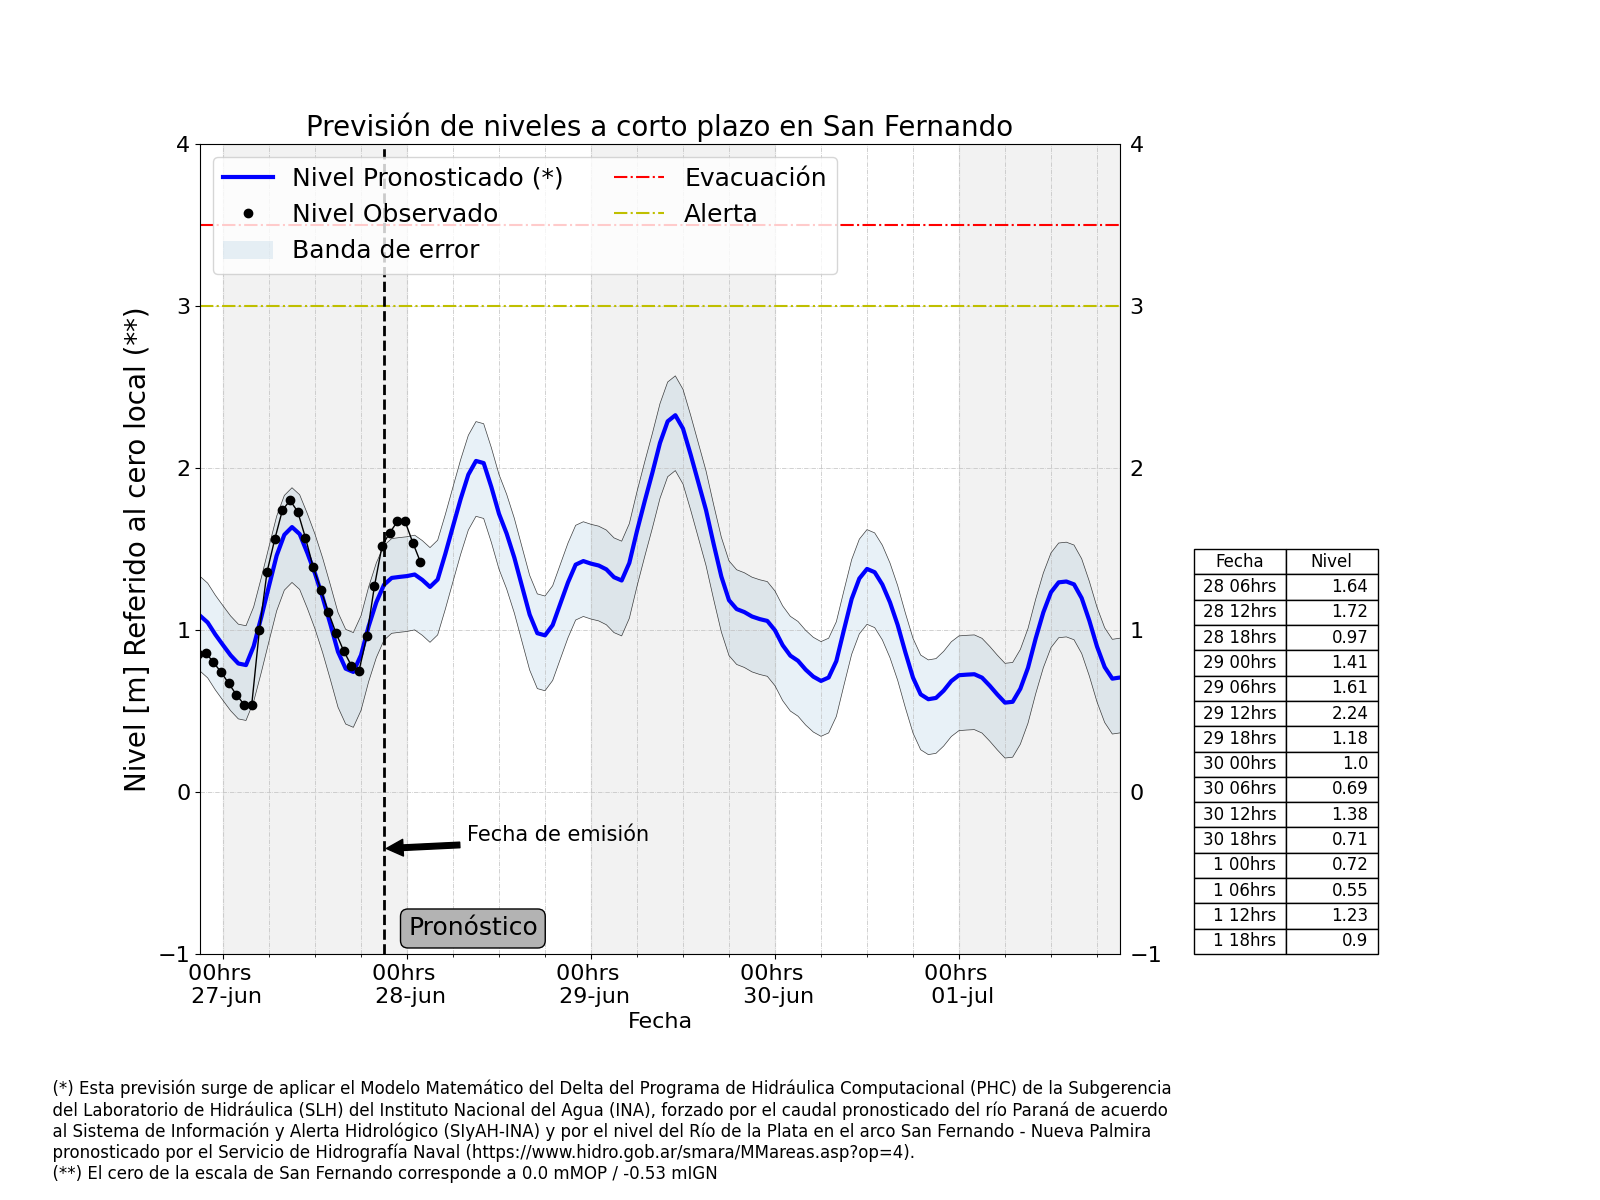 Previsión de niveles a corto plazo en San Fernando
4 4
Nivel Pronosticado (*) Evacuación
Nivel Observado Alerta
Banda de error
3 3
2 2
1 1
0 0
−1 −1
Nivel [m] Referido al cero local (**)
Fecha de emisión
Pronóstico
00hrs 00hrs 00hrs 00hrs 00hrs
27-jun 28-jun 29-jun 30-jun 01-jul
Fecha
Fecha Nivel
28 06hrs 1.64
28 12hrs 1.72
28 18hrs 0.97
29 00hrs 1.41
29 06hrs 1.61
29 12hrs 2.24
29 18hrs 1.18
30 00hrs 1.0
30 06hrs 0.69
30 12hrs 1.38
30 18hrs 0.71
1 00hrs 0.72
1 06hrs 0.55
1 12hrs 1.23
1 18hrs 0.9
(*) Esta previsión surge de aplicar el Modelo Matemático del Delta del Programa de Hidráulica Computacional (PHC) de la Subgerencia
del Laboratorio de Hidráulica (SLH) del Instituto Nacional del Agua (INA), forzado por el caudal pronosticado del río Paraná de acuerdo
al Sistema de Información y Alerta Hidrológico (SIyAH-INA) y por el nivel del Río de la Plata en el arco San Fernando - Nueva Palmira
pronosticado por el Servicio de Hidrografía Naval (https://www.hidro.gob.ar/smara/MMareas.asp?op=4).
(**) El cero de la escala de San Fernando corresponde a 0.0 mMOP / -0.53 mIGN